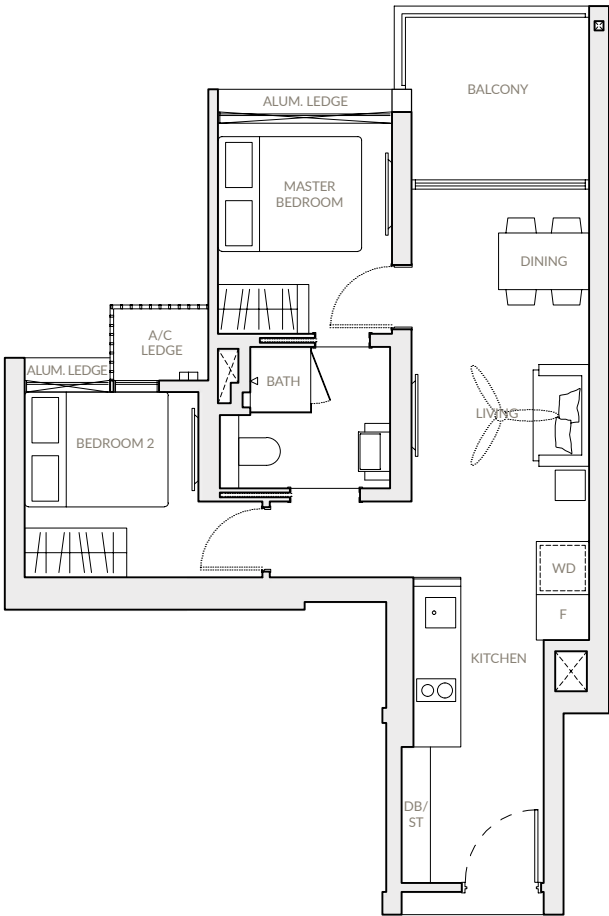 BALCONY
ALUM. LEDGE
MASTER
BEDROOM
DINING
A/C
LEDGE
ALUM. LEDGE
BATH
LIVING
BEDROOM 2
WD
F
KITCHEN
DB/
ST